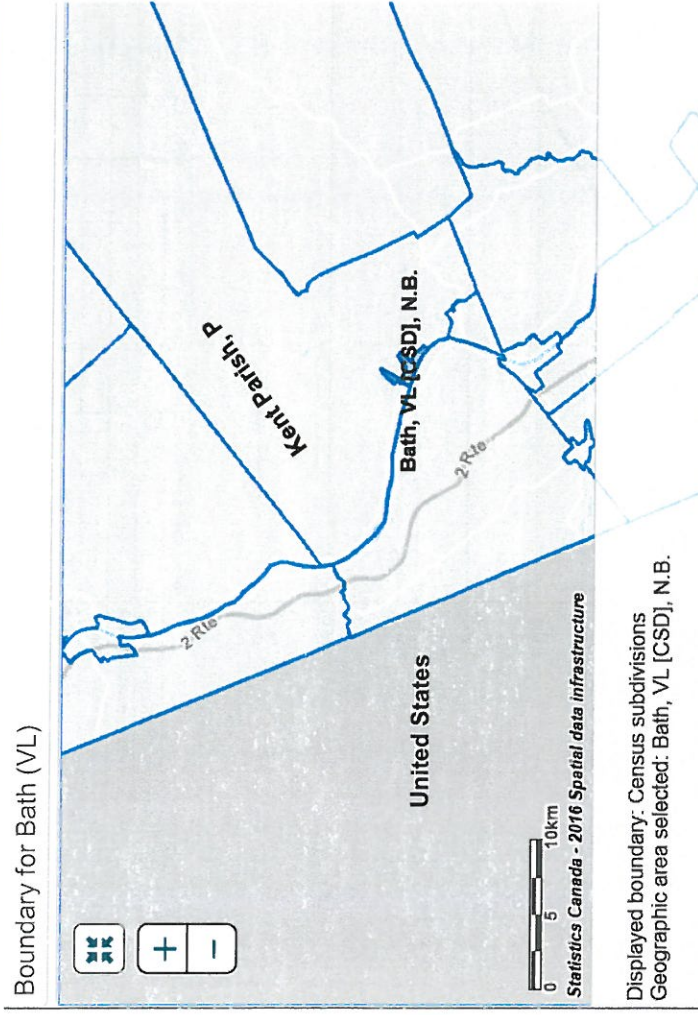 Boundary for Bath (VL)
+
−
Kent Parish, P
Bath, VL [CSD], N.B.
2 Rte
2 Rte
United States
0 5 10km
Statistics Canada - 2016 Spatial data infrastructure
Displayed boundary: Census subdivisions
Geographic area selected: Bath, VL [CSD], N.B.